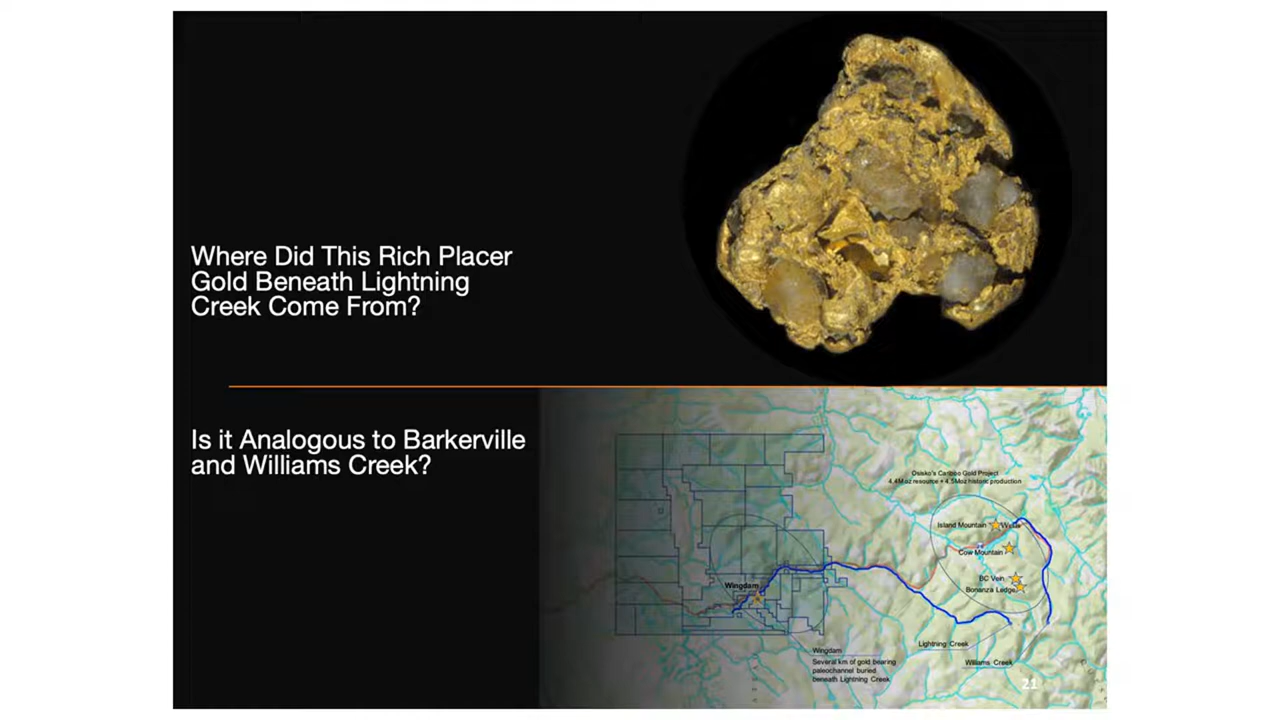 Where Did This Rich Placer
Gold Beneath Lightning
Creek Come From?
Is it Analogous to Barkerville
and Williams Creek?
Osisko's Cariboo Gold Project
4.4Moz resource + 4.5Moz historic production
Island Mountain
Wells
Cow Mountain
BC Vein
Bonanza Ledge
Wingdam
Lightning Creek
Williams Creek
Wingdam
Several km of gold bearing
paleochannel buried
beneath Lightning Creek
21